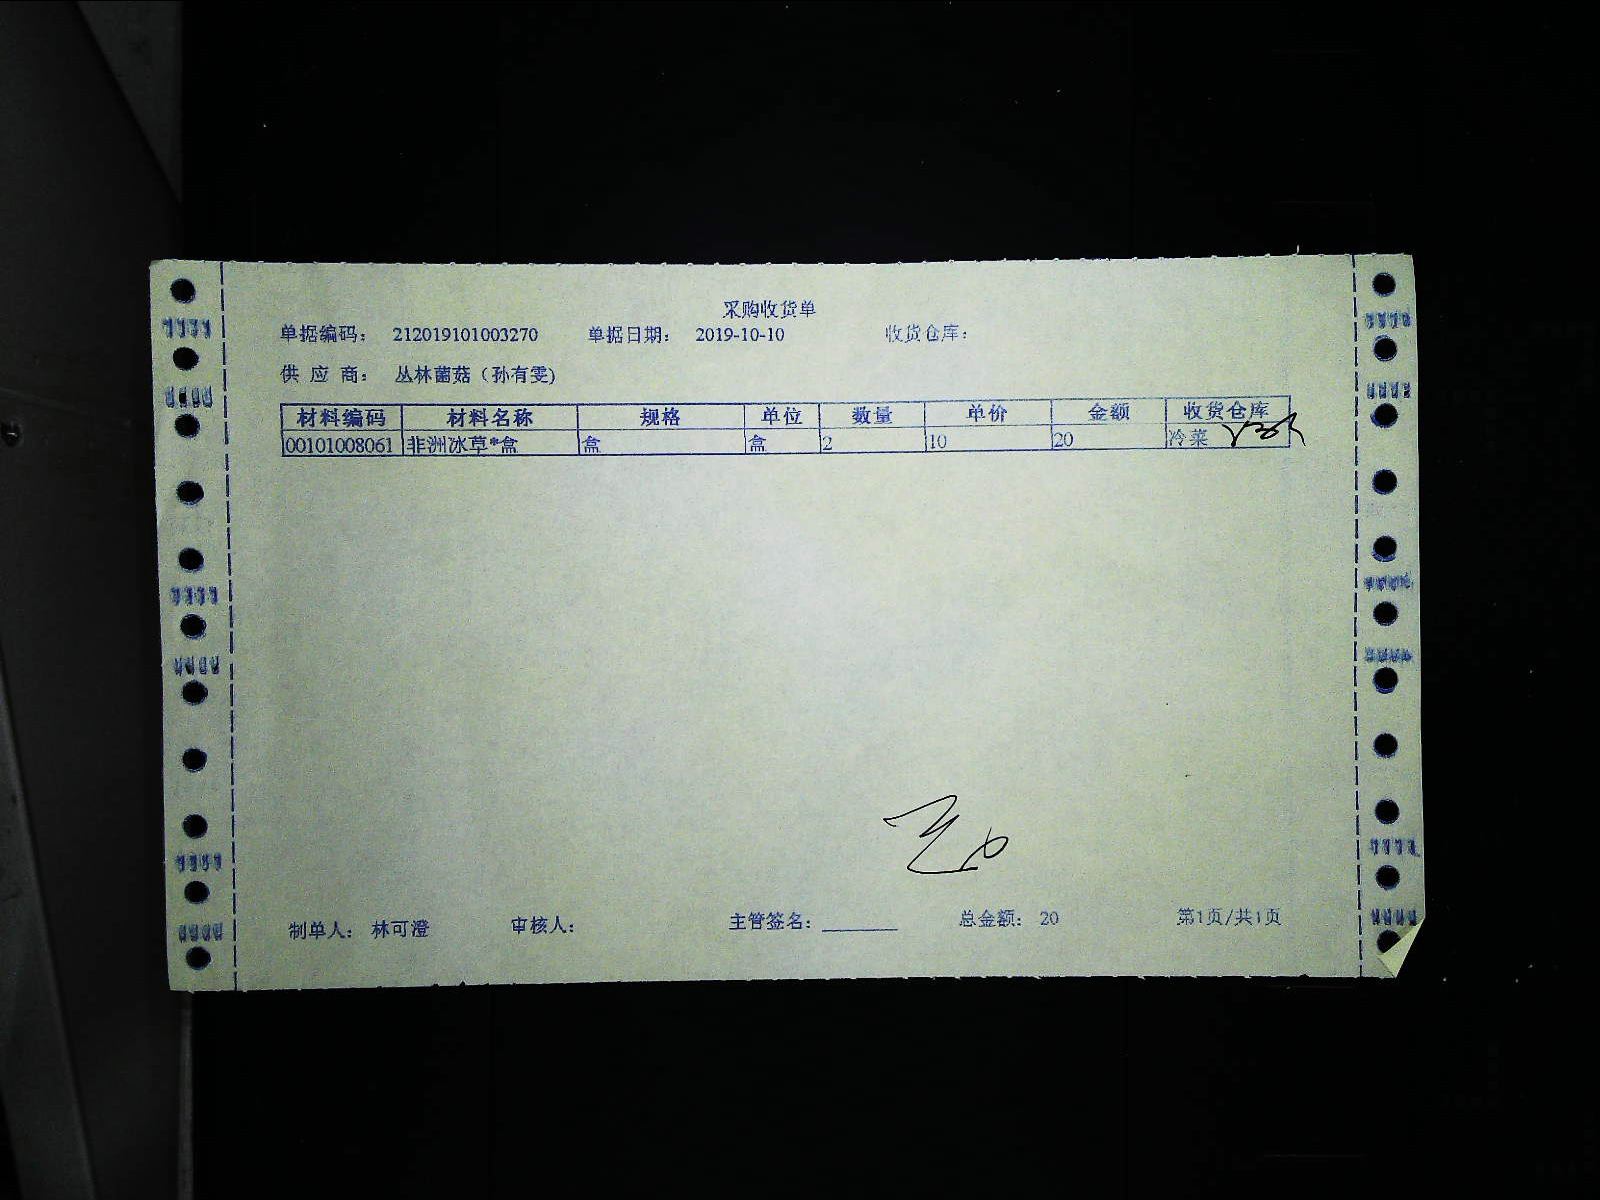 采购收货单
单据编码： 212019101003270 单据日期： 2019-10-10 收货仓库：
供 应 商： 丛林菌菇（孙有雯)
材料编码 材料名称 规格 单位 数量 单价 金额 收货仓库
00101008061 非洲冰草*盒 盒 盒 2 10 20 冷菜
制单人： 林可澄 审核人： 主管签名：________ 总金额： 20 第1页/共1页